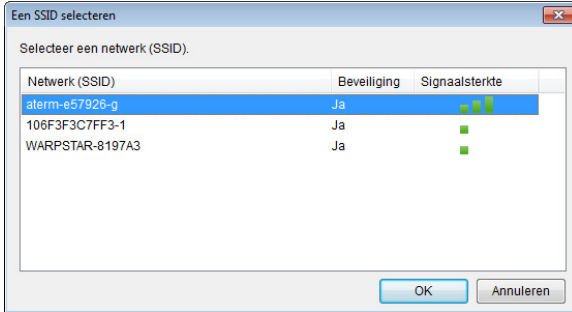 Een SSID selecteren
Selecteer een netwerk (SSID).
Netwerk (SSID) Beveiliging Signaalsterkte
aterm-e57926-g Ja
106F3F3C7FF3-1 Ja
WARPSTAR-8197A3 Ja
OK Annuleren